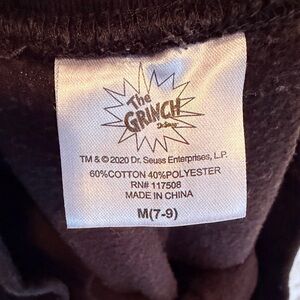 The
GRINCH
Dr. Seuss
TM & © 2020 Dr. Seuss Enterprises, L.P.
60%COTTON 40%POLYESTER
RN# 117508
MADE IN CHINA
M(7-9)